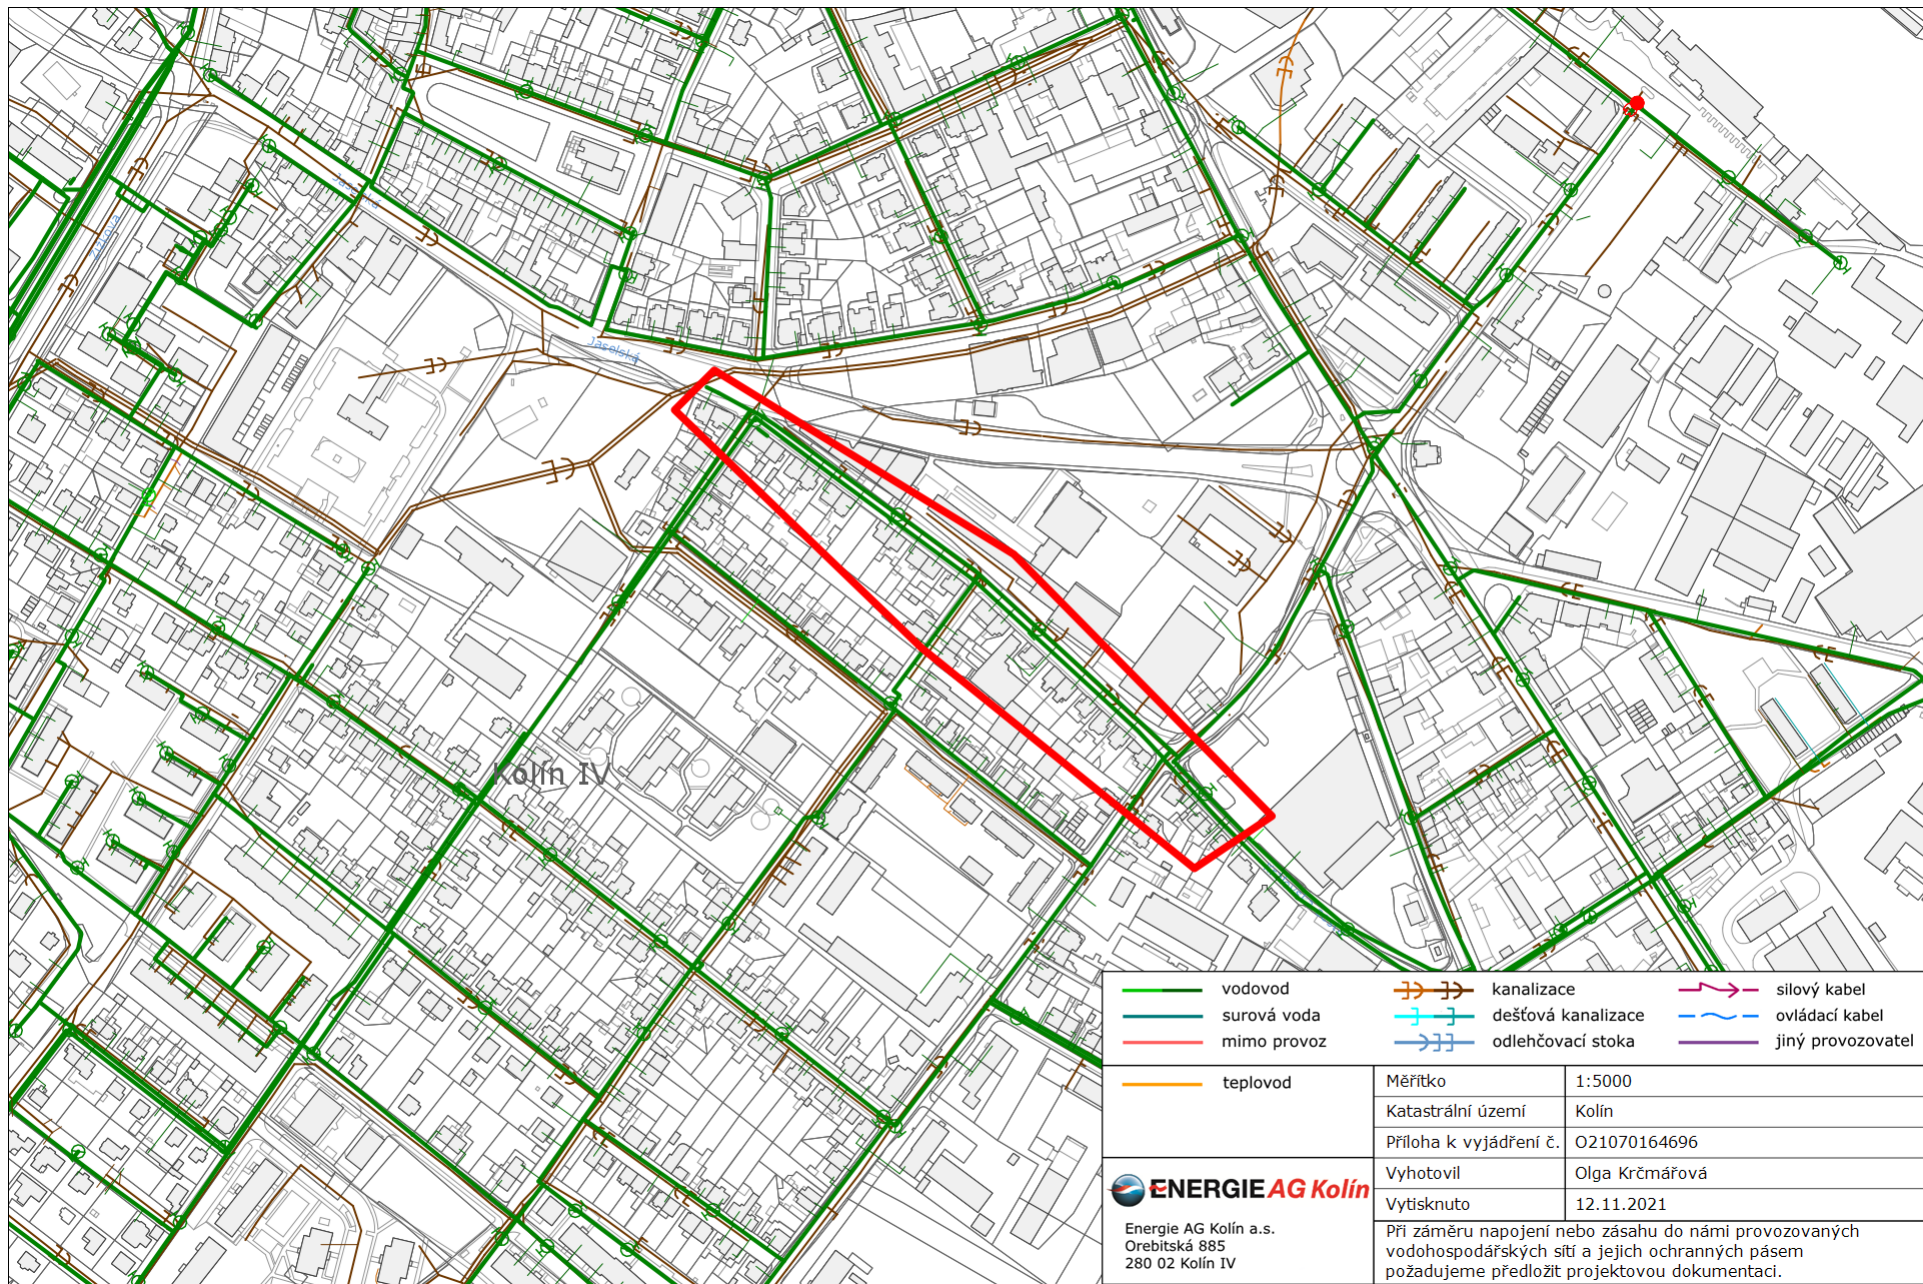 Jaselská
Jaselská
Kolín IV
vodovod
surová voda
mimo provoz
kanalizace
dešťová kanalizace
odlehčovací stoka
silový kabel
ovládací kabel
jiný provozovatel
teplovod
Měřítko 1:5000
Katastrální území Kolín
Příloha k vyjádření č. O21070164696
Vyhotovil Olga Krčmářová
Vytisknuto 12.11.2021
ENERGIE AG Kolín
Energie AG Kolín a.s.
Orebitská 885
280 02 Kolín IV
Při záměru napojení nebo zásahu do námi provozovaných
vodohospodářských sítí a jejich ochranných pásem
požadujeme předložit projektovou dokumentaci.